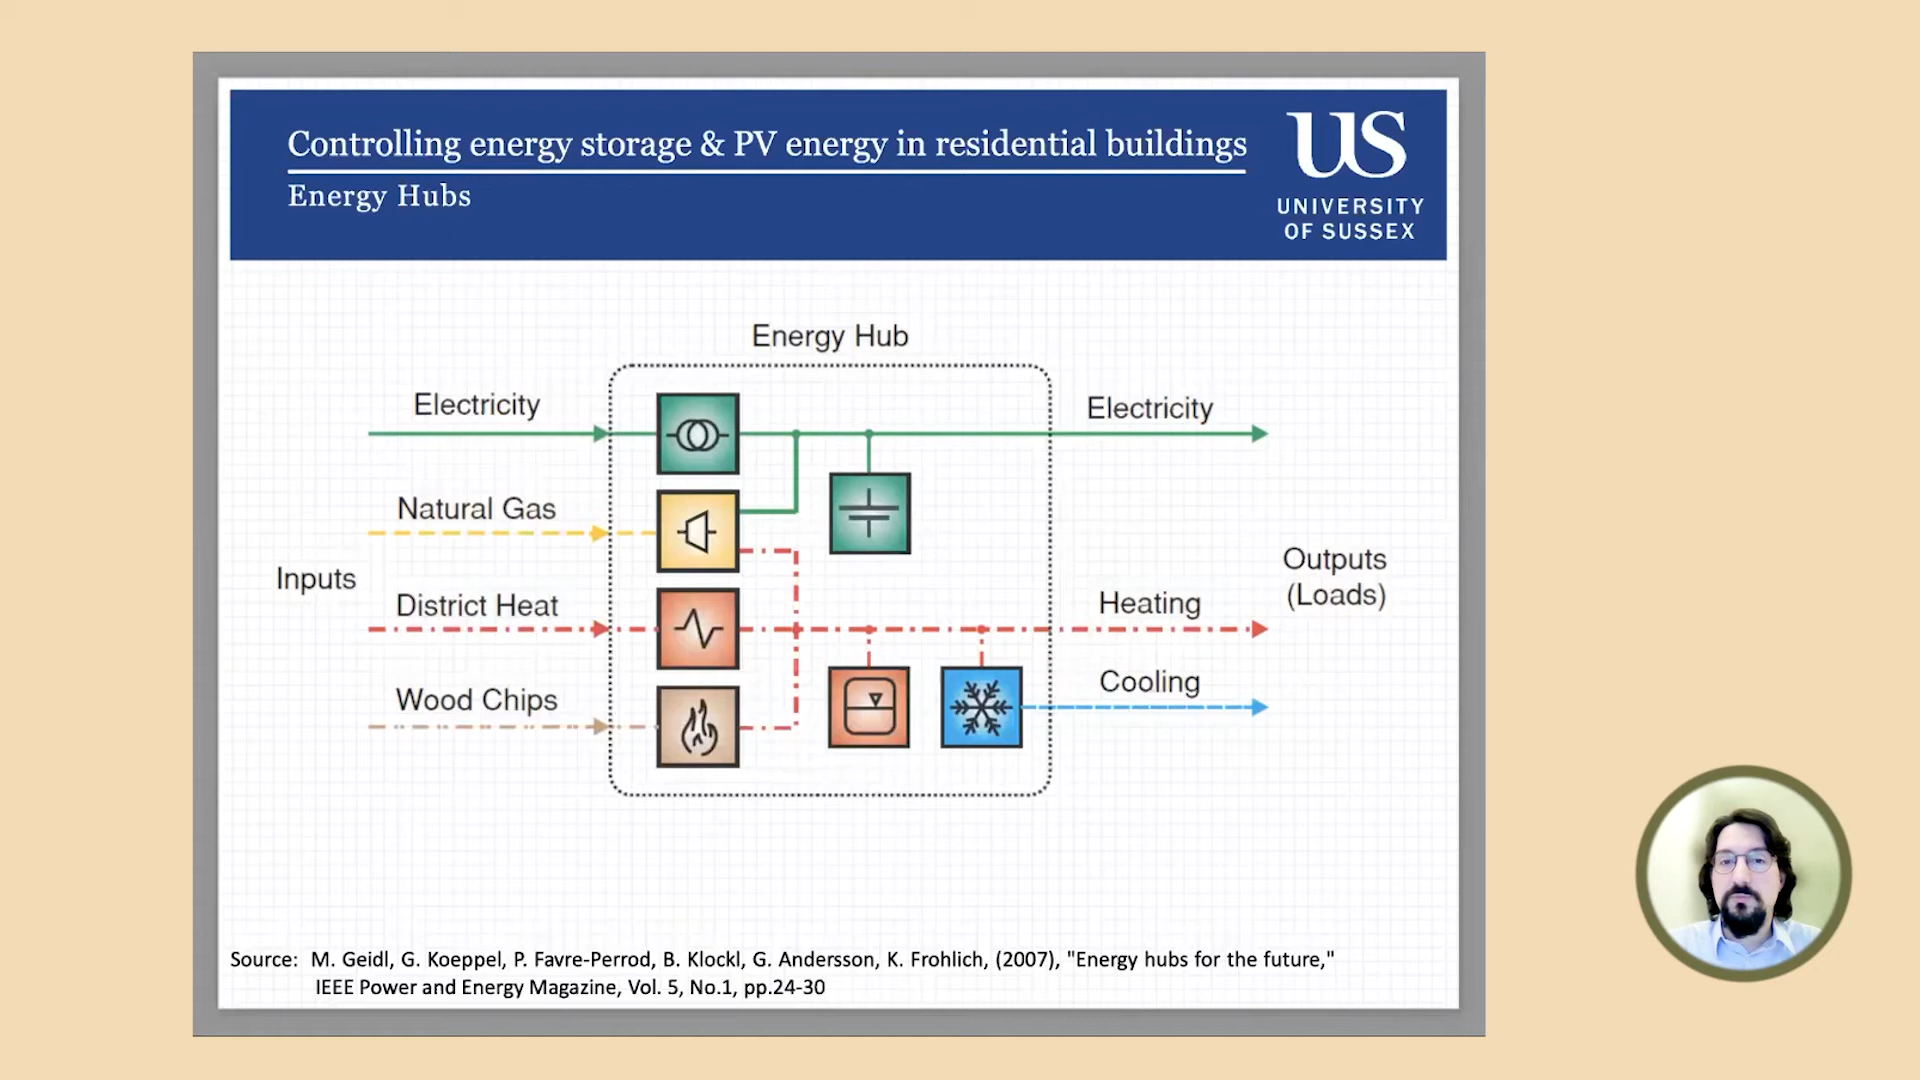 Controlling energy storage & PV energy in residential buildings
Energy Hubs
US
UNIVERSITY
OF SUSSEX
Energy Hub
Electricity
Electricity
Natural Gas
Inputs
District Heat
Wood Chips
Outputs
(Loads)
Heating
Cooling
Source: M. Geidl, G. Koeppel, P. Favre-Perrod, B. Klockl, G. Andersson, K. Frohlich, (2007), "Energy hubs for the future,"
IEEE Power and Energy Magazine, Vol. 5, No.1, pp.24-30